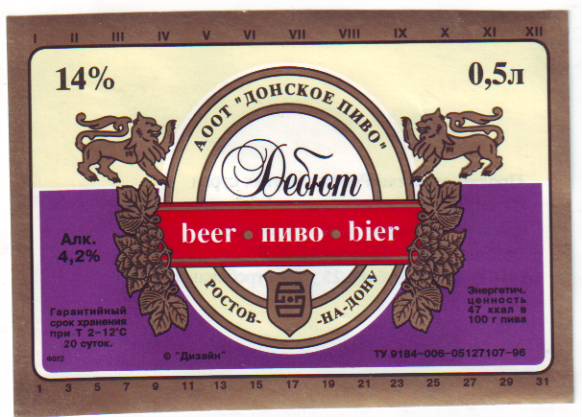 I II III IV V VI VII VIII IX X XI XII
14%
0,5л
АООТ "ДОНСКОЕ ПИВО"
Дебют
beer • пиво • bier
Алк.
4,2%
РОСТОВ- -НА-ДОНУ
Гарантийный
срок хранения
при Т 2-12°С
20 суток.
Энергетич.
ценность
47 ккал в
100 г пива
© "Дизайн"
ТУ 9184-006-05127107-96
1 3 5 7 9 11 13 15 17 19 21 23 25 27 29 31